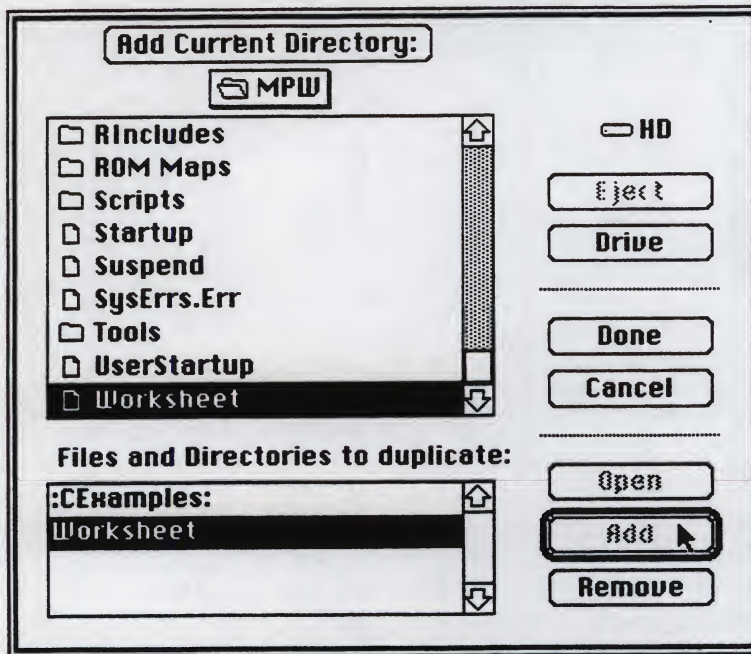 Add Current Directory:
MPW
RIncludes
ROM Maps
Scripts
Startup
Suspend
SysErrs.Err
Tools
UserStartup
Worksheet
HD
Eject
Drive
Done
Cancel
Files and Directories to duplicate:
:CExamples:
Worksheet
Open
Add
Remove